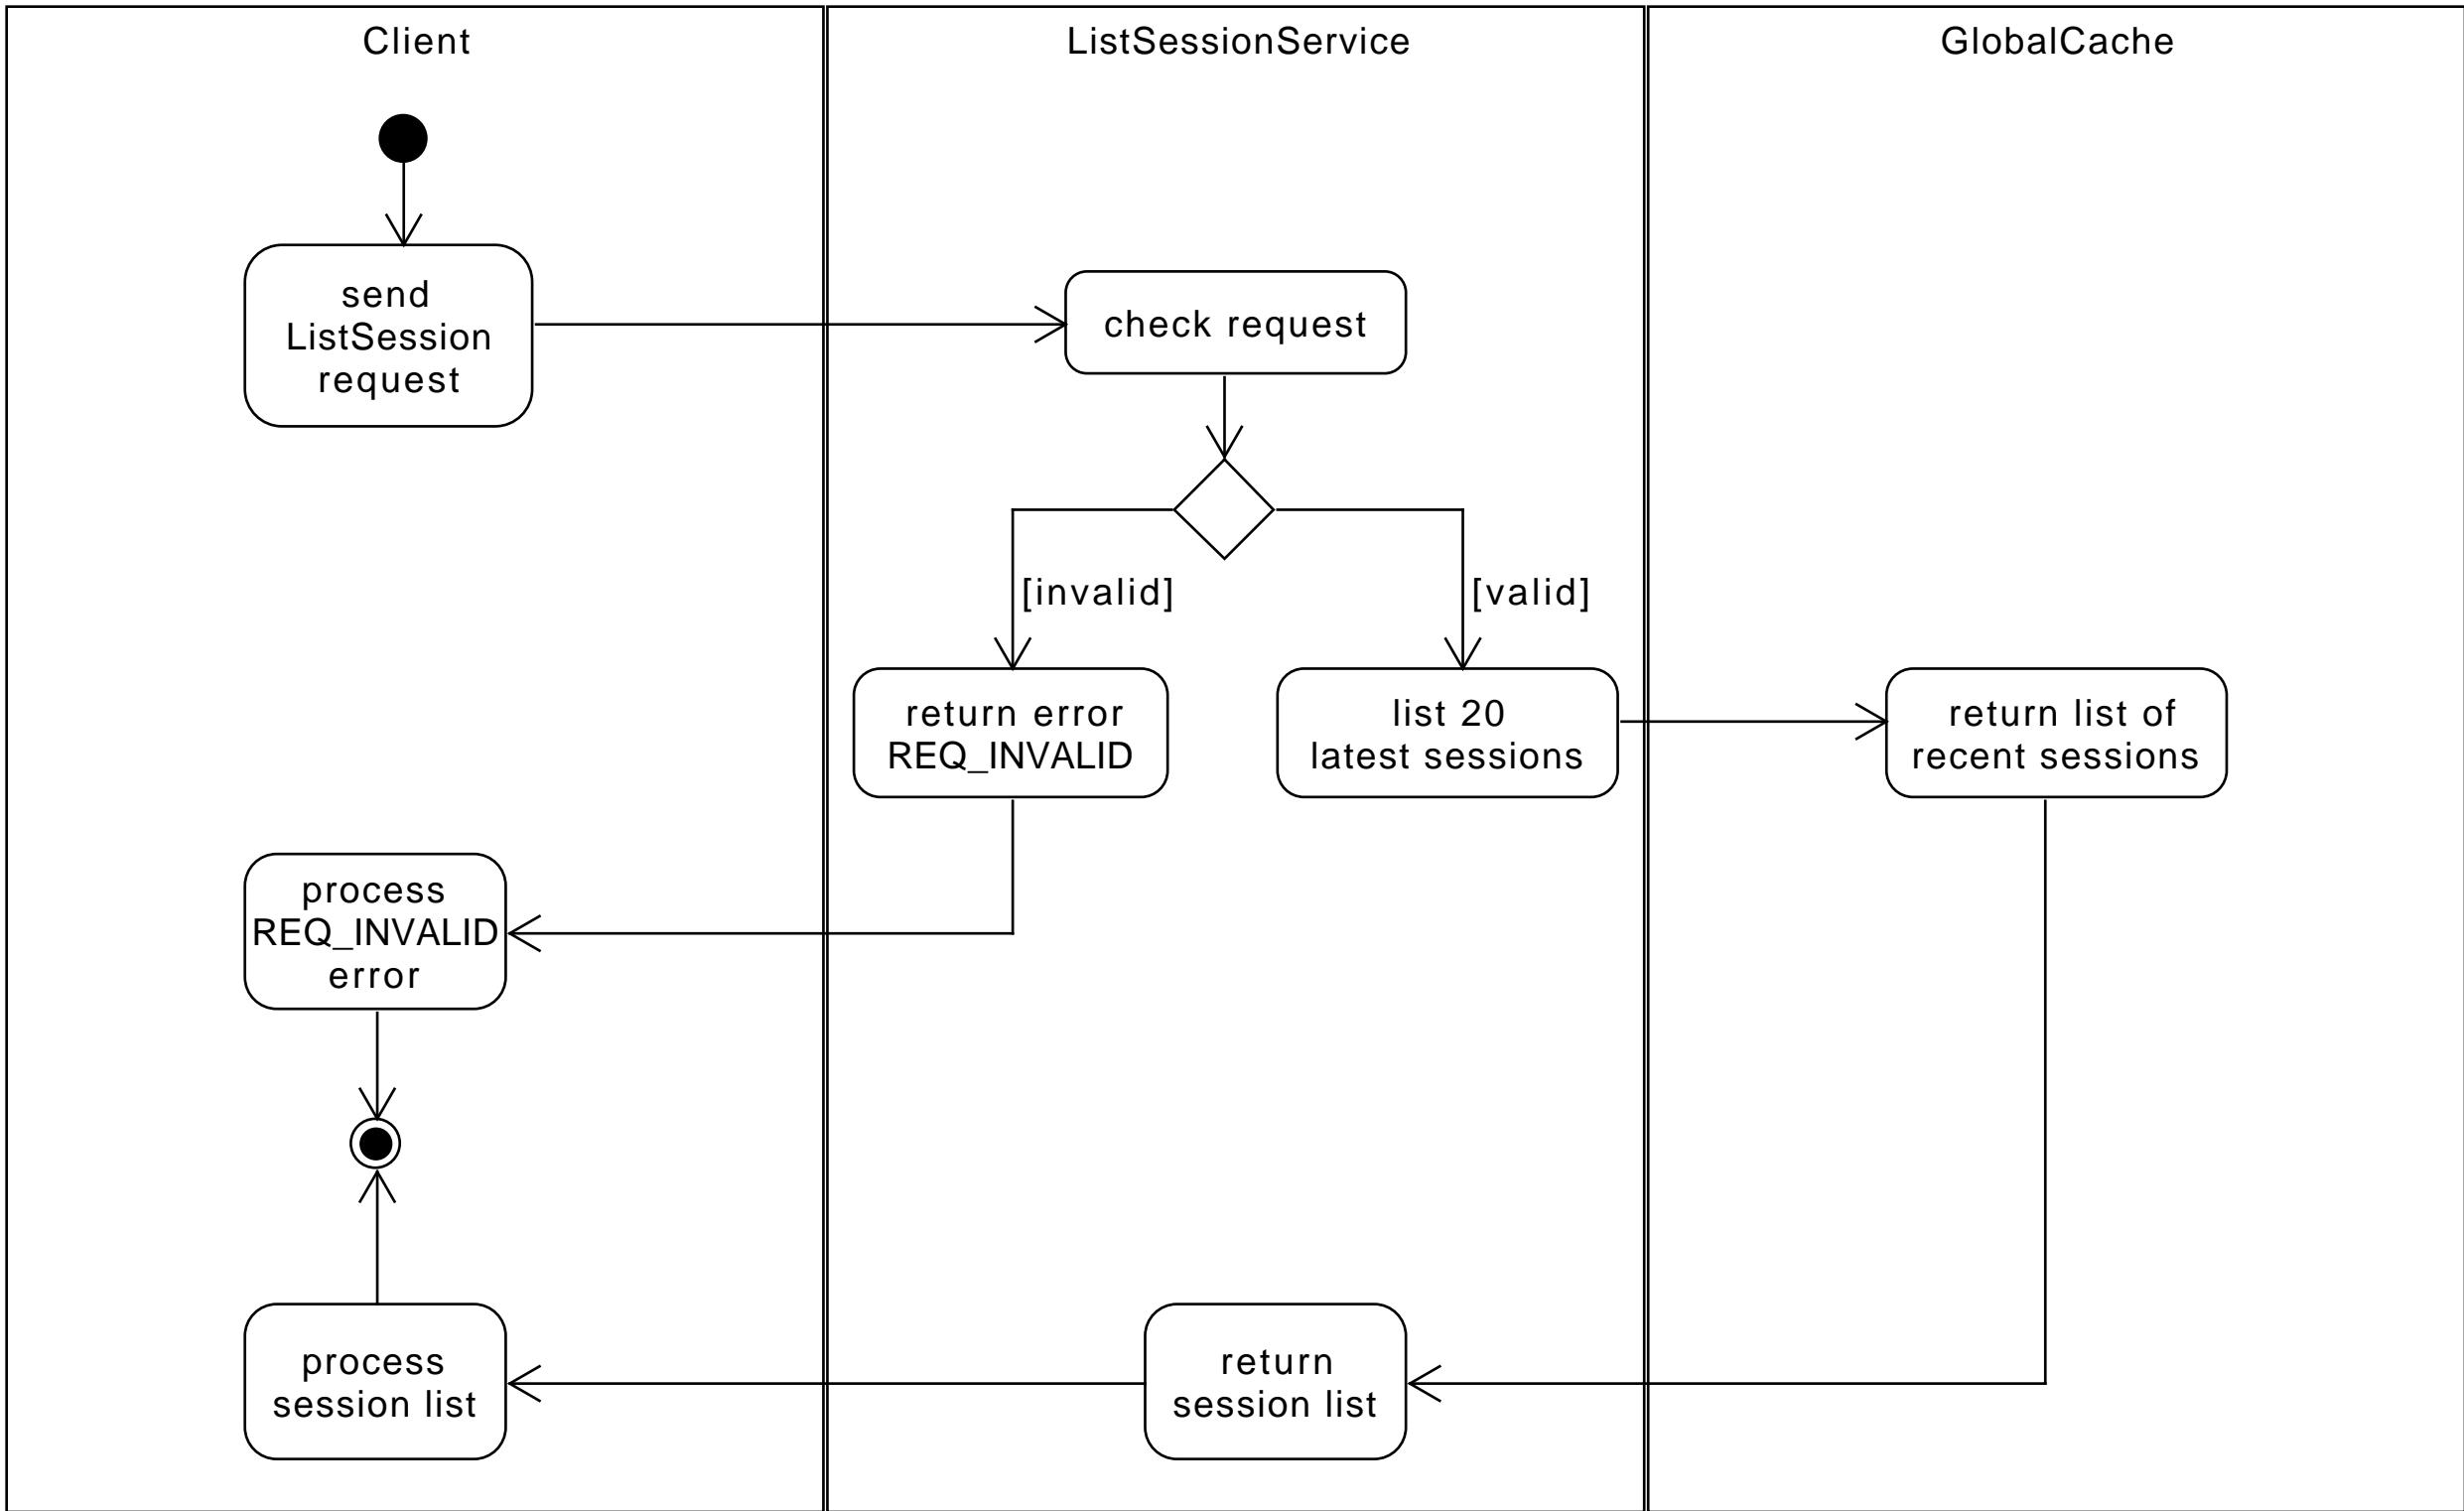 Client
ListSessionService
GlobalCache
send
ListSession
request
check request
[invalid]
[valid]
return error
REQ_INVALID
list 20
latest sessions
return list of
recent sessions
process
REQ_INVALID
error
process
session list
return
session list